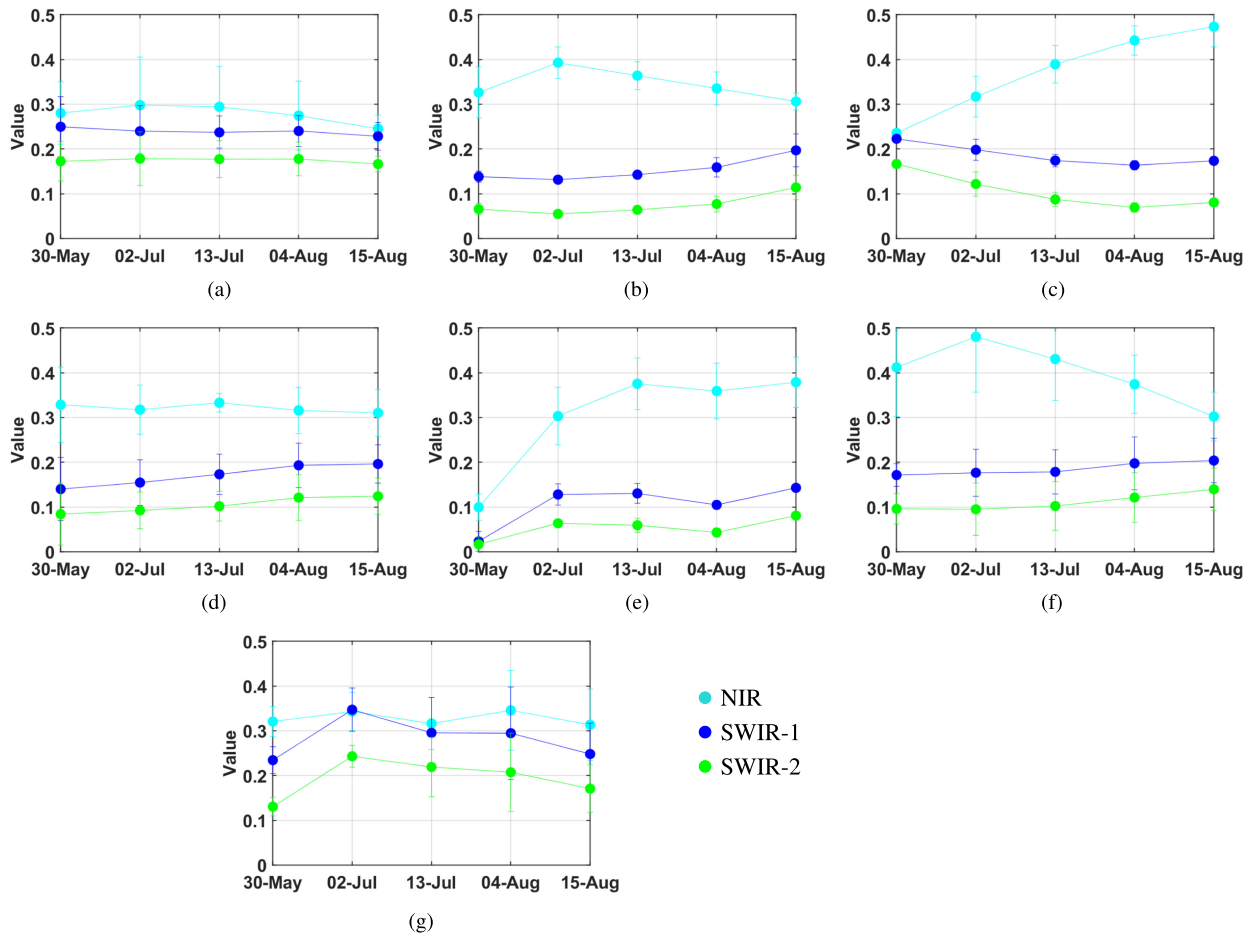 0.5 0.5 0.5
0.4 0.4 0.4
0.3 0.3 0.3
Value Value Value
0.2 0.2 0.2
0.1 0.1 0.1
0 0 0
30-May 02-Jul 13-Jul 04-Aug 15-Aug 30-May 02-Jul 13-Jul 04-Aug 15-Aug 30-May 02-Jul 13-Jul 04-Aug 15-Aug
(a) (b) (c)
0.5 0.5 0.5
0.4 0.4 0.4
0.3 0.3 0.3
Value Value Value
0.2 0.2 0.2
0.1 0.1 0.1
0 0 0
30-May 02-Jul 13-Jul 04-Aug 15-Aug 30-May 02-Jul 13-Jul 04-Aug 15-Aug 30-May 02-Jul 13-Jul 04-Aug 15-Aug
(d) (e) (f)
0.5
0.4
0.3
Value
0.2
0.1
0
30-May 02-Jul 13-Jul 04-Aug 15-Aug
(g)
NIR
SWIR-1
SWIR-2